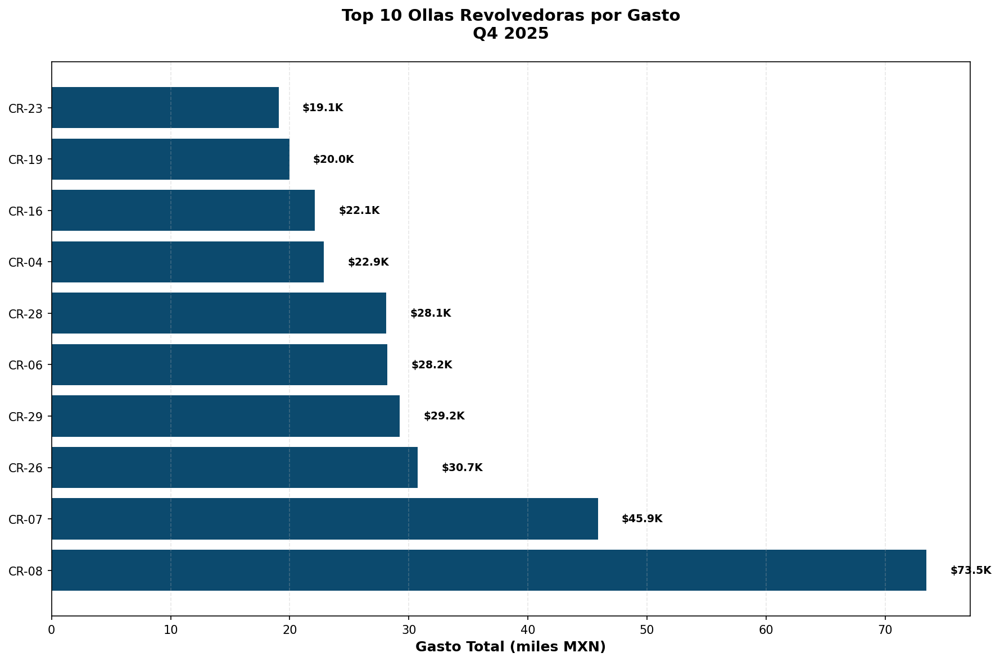 Top 10 Ollas Revolvedoras por Gasto
Q4 2025
CR-23 $19.1K
CR-19 $20.0K
CR-16 $22.1K
CR-04 $22.9K
CR-28 $28.1K
CR-06 $28.2K
CR-29 $29.2K
CR-26 $30.7K
CR-07 $45.9K
CR-08 $73.5K
0 10 20 30 40 50 60 70
Gasto Total (miles MXN)